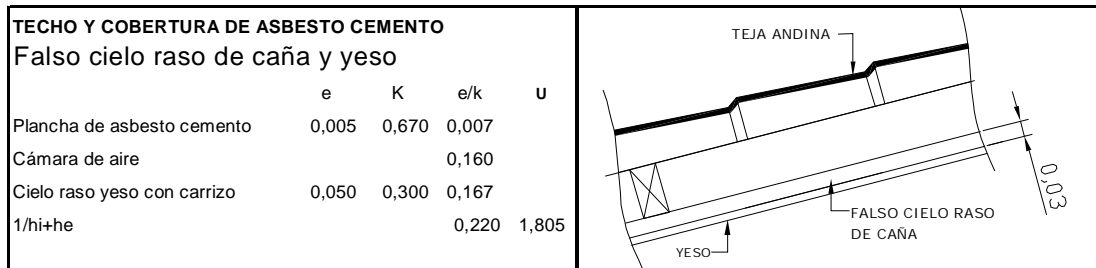 TECHO Y COBERTURA DE ASBESTO CEMENTO
Falso cielo raso de caña y yeso
e K e/k U
Plancha de asbesto cemento 0,005 0,670 0,007
Cámara de aire 0,160
Cielo raso yeso con carrizo 0,050 0,300 0,167
1/hi+he 0,220 1,805
TEJA ANDINA
0,03
FALSO CIELO RASO
DE CAÑA
YESO